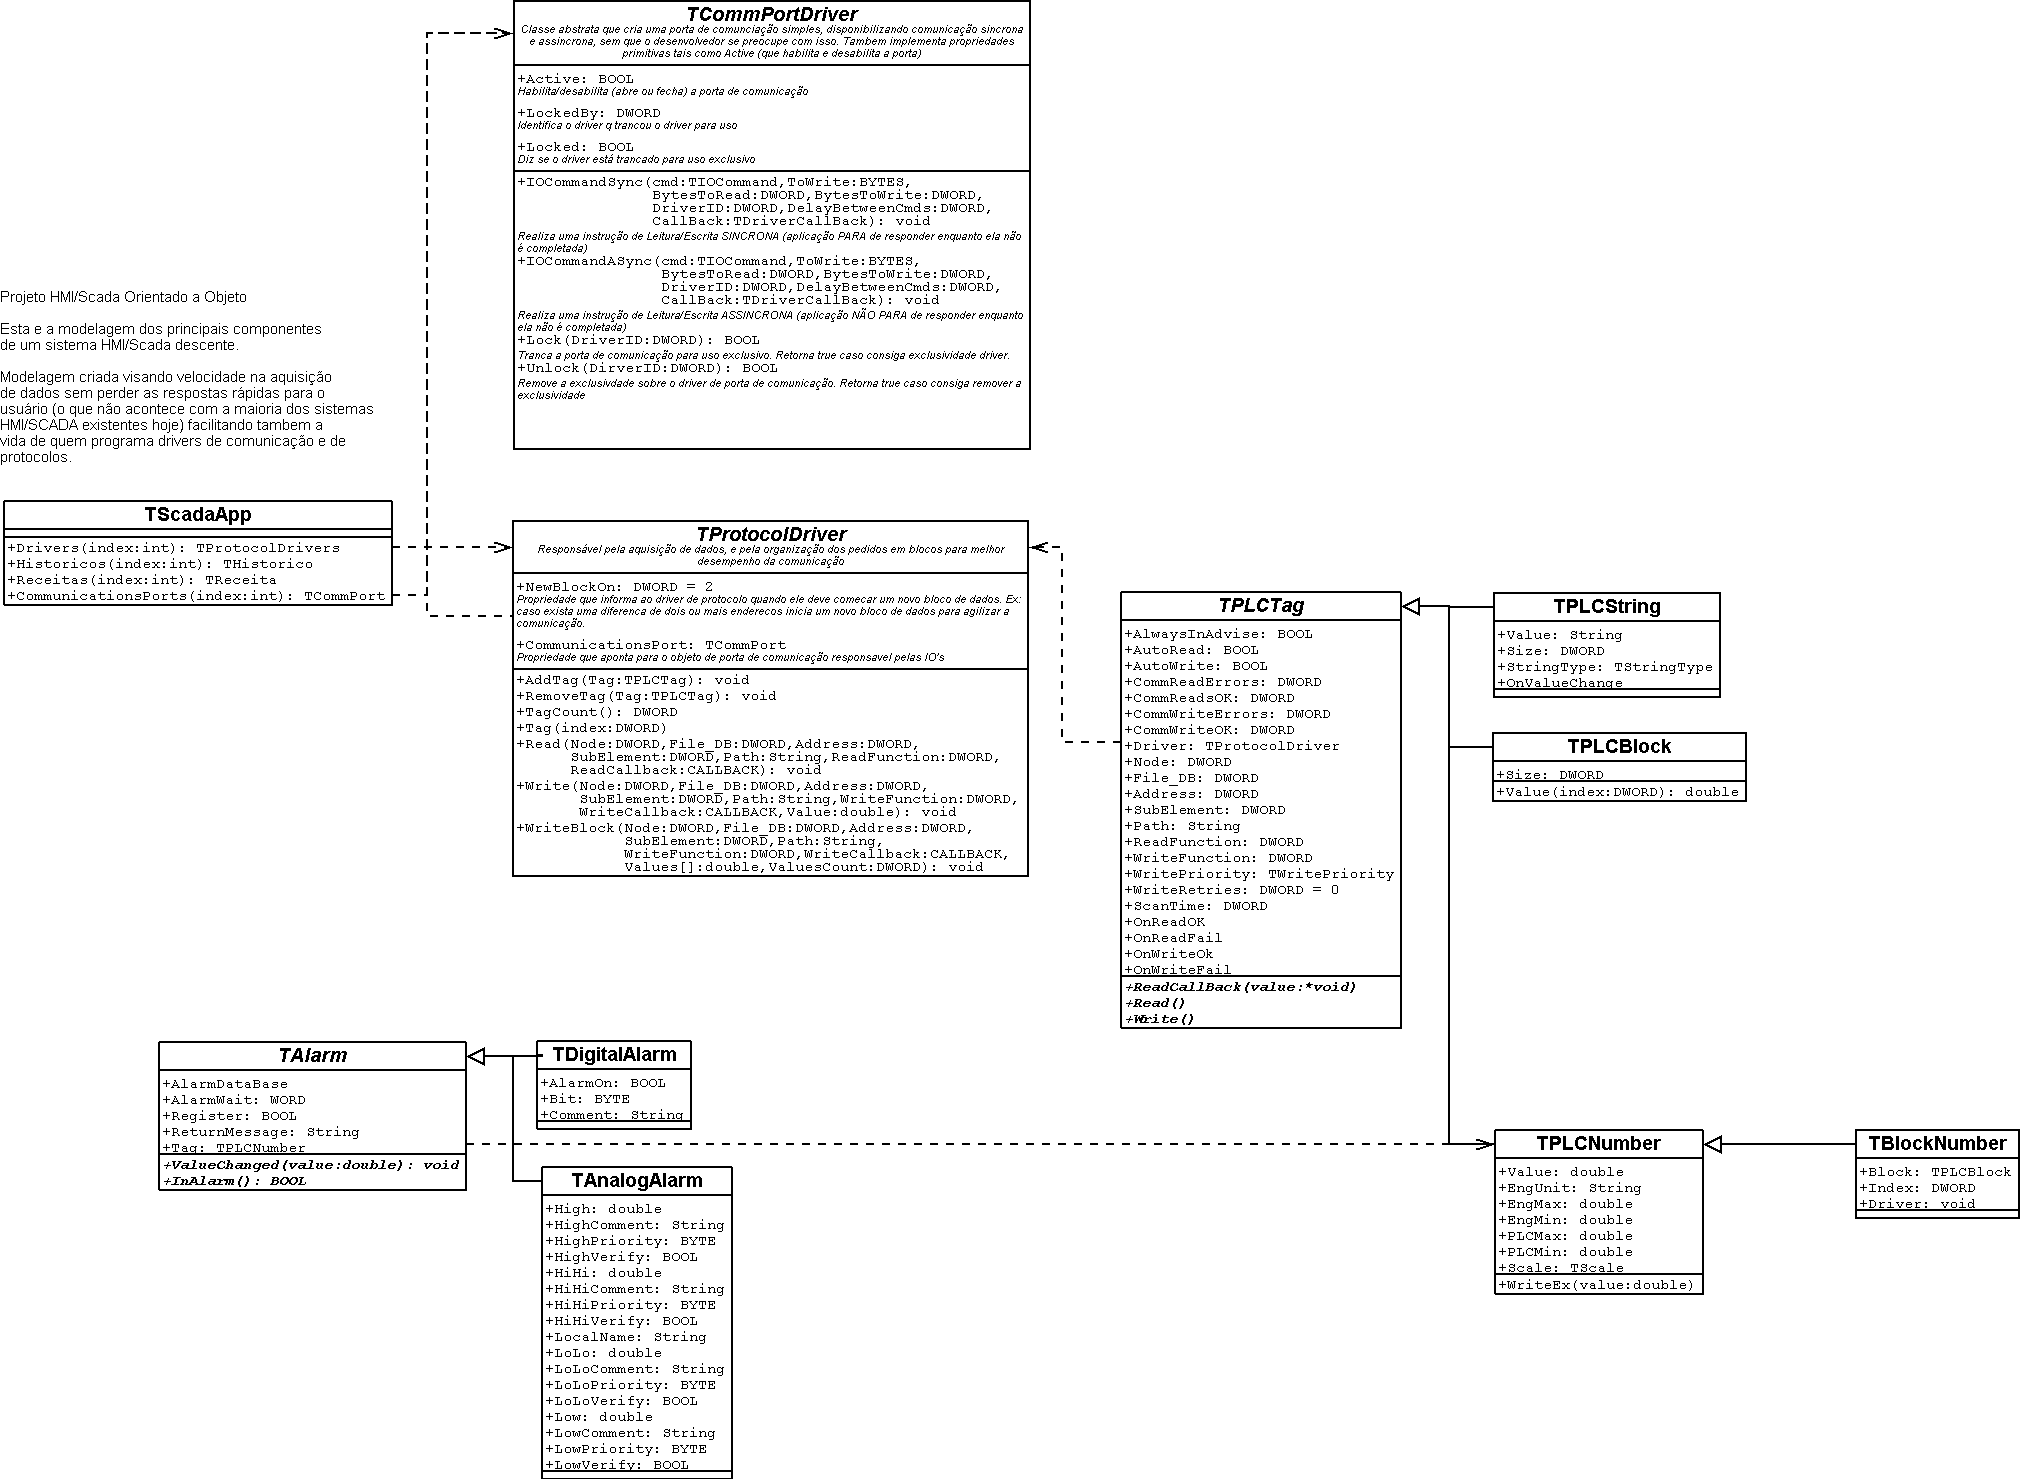 TCommPortDriver
Classe abstrata que cria uma porta de comunciação simples, disponibilizando comunicação sincrona
e assincrona, sem que o desenvolvedor se preocupe com isso. Tambem implementa propriedades
primitivas tais como Active (que habilita e desabilita a porta)
+Active: BOOL
Habilita/desabilita (abre ou fecha) a porta de comunicação
+LockedBy: DWORD
Identifica o driver q trancou o driver para uso
+Locked: BOOL
Diz se o driver está trancado para uso exclusivo
+IOCommandSync(cmd:TIOCommand,ToWrite:BYTES,
BytesToRead:DWORD,BytesToWrite:DWORD,
DriverID:DWORD,DelayBetweenCmds:DWORD,
CallBack:TDriverCallBack): void
Realiza uma instrução de Leitura/Escrita SINCRONA (aplicação PARA de responder enquanto ela não
é completada)
+IOCommandASync(cmd:TIOCommand,ToWrite:BYTES,
BytesToRead:DWORD,BytesToWrite:DWORD,
DriverID:DWORD,DelayBetweenCmds:DWORD,
CallBack:TDriverCallBack): void
Realiza uma instrução de Leitura/Escrita ASSINCRONA (aplicação NÃO PARA de responder enquanto
ela não é completada)
+Lock(DriverID:DWORD): BOOL
Tranca a porta de comunicação para uso exclusivo. Retorna true caso consiga exclusividade driver.
+Unlock(DirverID:DWORD): BOOL
Remove a exclusivdade sobre o driver de porta de comunicação. Retorna true caso consiga remover a
exclusividade
Projeto HMI/Scada Orientado a Objeto
Esta e a modelagem dos principais componentes
de um sistema HMI/Scada descente.
Modelagem criada visando velocidade na aquisição
de dados sem perder as respostas rápidas para o
usuário (o que não acontece com a maioria dos sistemas
HMI/SCADA existentes hoje) facilitando tambem a
vida de quem programa drivers de comunicação e de
protocolos.
TScadaApp
+Drivers(index:int): TProtocolDrivers
+Historicos(index:int): THistorico
+Receitas(index:int): TReceita
+CommunicationsPorts(index:int): TCommPort
TProtocolDriver
Responsável pela aquisição de dados, e pela organização dos pedidos em blocos para melhor
desempenho da comunicação
+NewBlockOn: DWORD = 2
Propriedade que informa ao driver de protocolo quando ele deve comecar um novo bloco de dados. Ex:
caso exista uma diferenca de dois ou mais enderecos inicia um novo bloco de dados para agilizar a
comunicação.
+CommunicationsPort: TCommPort
Propriedade que aponta para o objeto de porta de comunicação responsavel pelas IO's
+AddTag(Tag:TPLCTag): void
+RemoveTag(Tag:TPLCTag): void
+TagCount(): DWORD
+Tag(index:DWORD)
+Read(Node:DWORD,File_DB:DWORD,Address:DWORD,
SubElement:DWORD,Path:String,ReadFunction:DWORD,
ReadCallback:CALLBACK): void
+Write(Node:DWORD,File_DB:DWORD,Address:DWORD,
SubElement:DWORD,Path:String,WriteFunction:DWORD,
WriteCallback:CALLBACK,Value:double): void
+WriteBlock(Node:DWORD,File_DB:DWORD,Address:DWORD,
SubElement:DWORD,Path:String,
WriteFunction:DWORD,WriteCallback:CALLBACK,
Values[]:double,ValuesCount:DWORD): void
TPLCTag
+AlwaysInAdvise: BOOL
+AutoRead: BOOL
+AutoWrite: BOOL
+CommReadErrors: DWORD
+CommReadsOK: DWORD
+CommWriteErrors: DWORD
+CommWriteOK: DWORD
+Driver: TProtocolDriver
+Node: DWORD
+File_DB: DWORD
+Address: DWORD
+SubElement: DWORD
+Path: String
+ReadFunction: DWORD
+WriteFunction: DWORD
+WritePriority: TWritePriority
+WriteRetries: DWORD = 0
+ScanTime: DWORD
+OnReadOK
+OnReadFail
+OnWriteOk
+OnWriteFail
+ReadCallBack(value:*void)
+Read()
+Write()
TPLCString
+Value: String
+Size: DWORD
+StringType: TStringType
+OnValueChange
TPLCBlock
+Size: DWORD
+Value(index:DWORD): double
TAlarm
+AlarmDataBase
+AlarmWait: WORD
+Register: BOOL
+ReturnMessage: String
+Tag: TPLCNumber
+ValueChanged(value:double): void
+InAlarm(): BOOL
TDigitalAlarm
+AlarmOn: BOOL
+Bit: BYTE
+Comment: String
TAnalogAlarm
+High: double
+HighComment: String
+HighPriority: BYTE
+HighVerify: BOOL
+HiHi: double
+HiHiComment: String
+HiHiPriority: BYTE
+HiHiVerify: BOOL
+LocalName: String
+LoLo: double
+LoLoComment: String
+LoLoPriority: BYTE
+LoLoVerify: BOOL
+Low: double
+LowComment: String
+LowPriority: BYTE
+LowVerify: BOOL
TPLCNumber
+Value: double
+EngUnit: String
+EngMax: double
+EngMin: double
+PLCMax: double
+PLCMin: double
+Scale: TScale
+WriteEx(value:double)
TBlockNumber
+Block: TPLCBlock
+Index: DWORD
+Driver: void